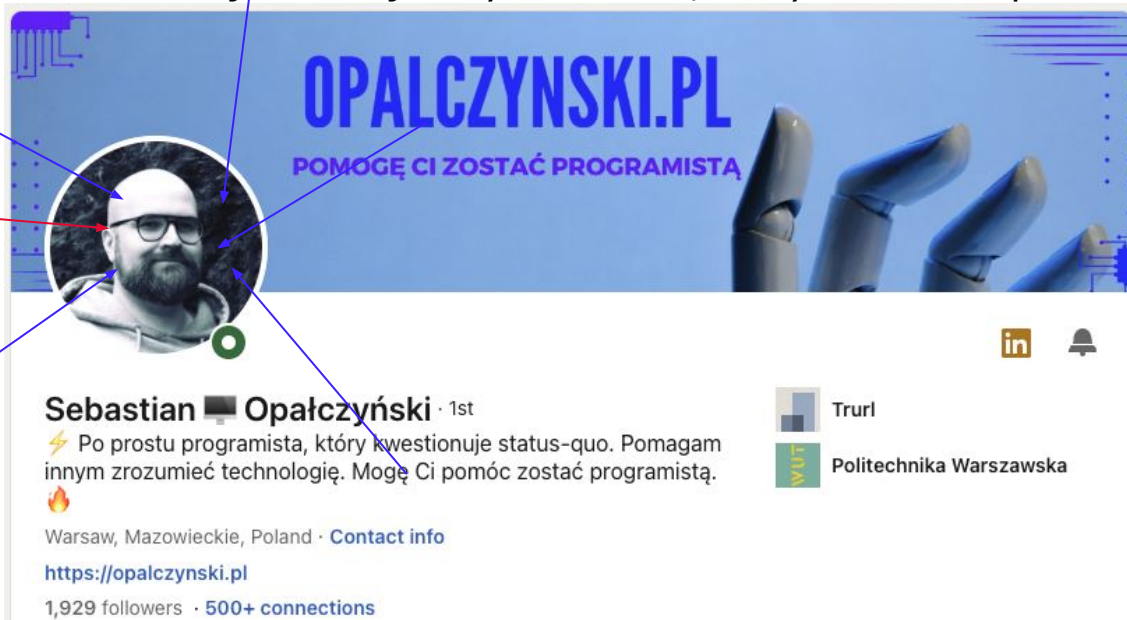 OPALCZYNSKI.PL
POMOGĘ CI ZOSTAĆ PROGRAMISTĄ
in
Sebastian 🖥️ Opałczyński · 1st
⚡ Po prostu programista, który kwestionuje status-quo. Pomagam
innym zrozumieć technologię. Mogę Ci pomóc zostać programistą.
🔥
Warsaw, Mazowieckie, Poland · Contact info
https://opalczynski.pl
1,929 followers · 500+ connections
Trurl
WUT
Politechnika Warszawska